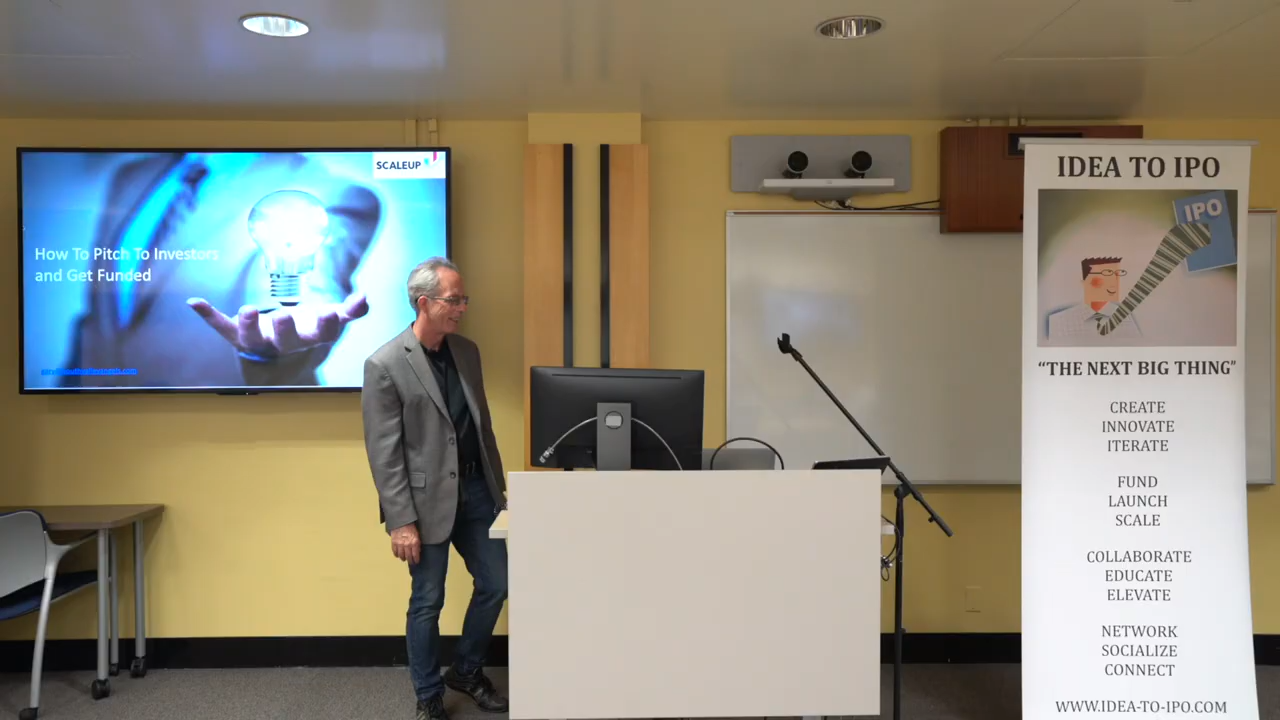 SCALEUP
How To Pitch To Investors
and Get Funded
IDEA TO IPO
IPO
“THE NEXT BIG THING”
CREATE
INNOVATE
ITERATE
FUND
LAUNCH
SCALE
COLLABORATE
EDUCATE
ELEVATE
NETWORK
SOCIALIZE
CONNECT
WWW.IDEA-TO-IPO.COM